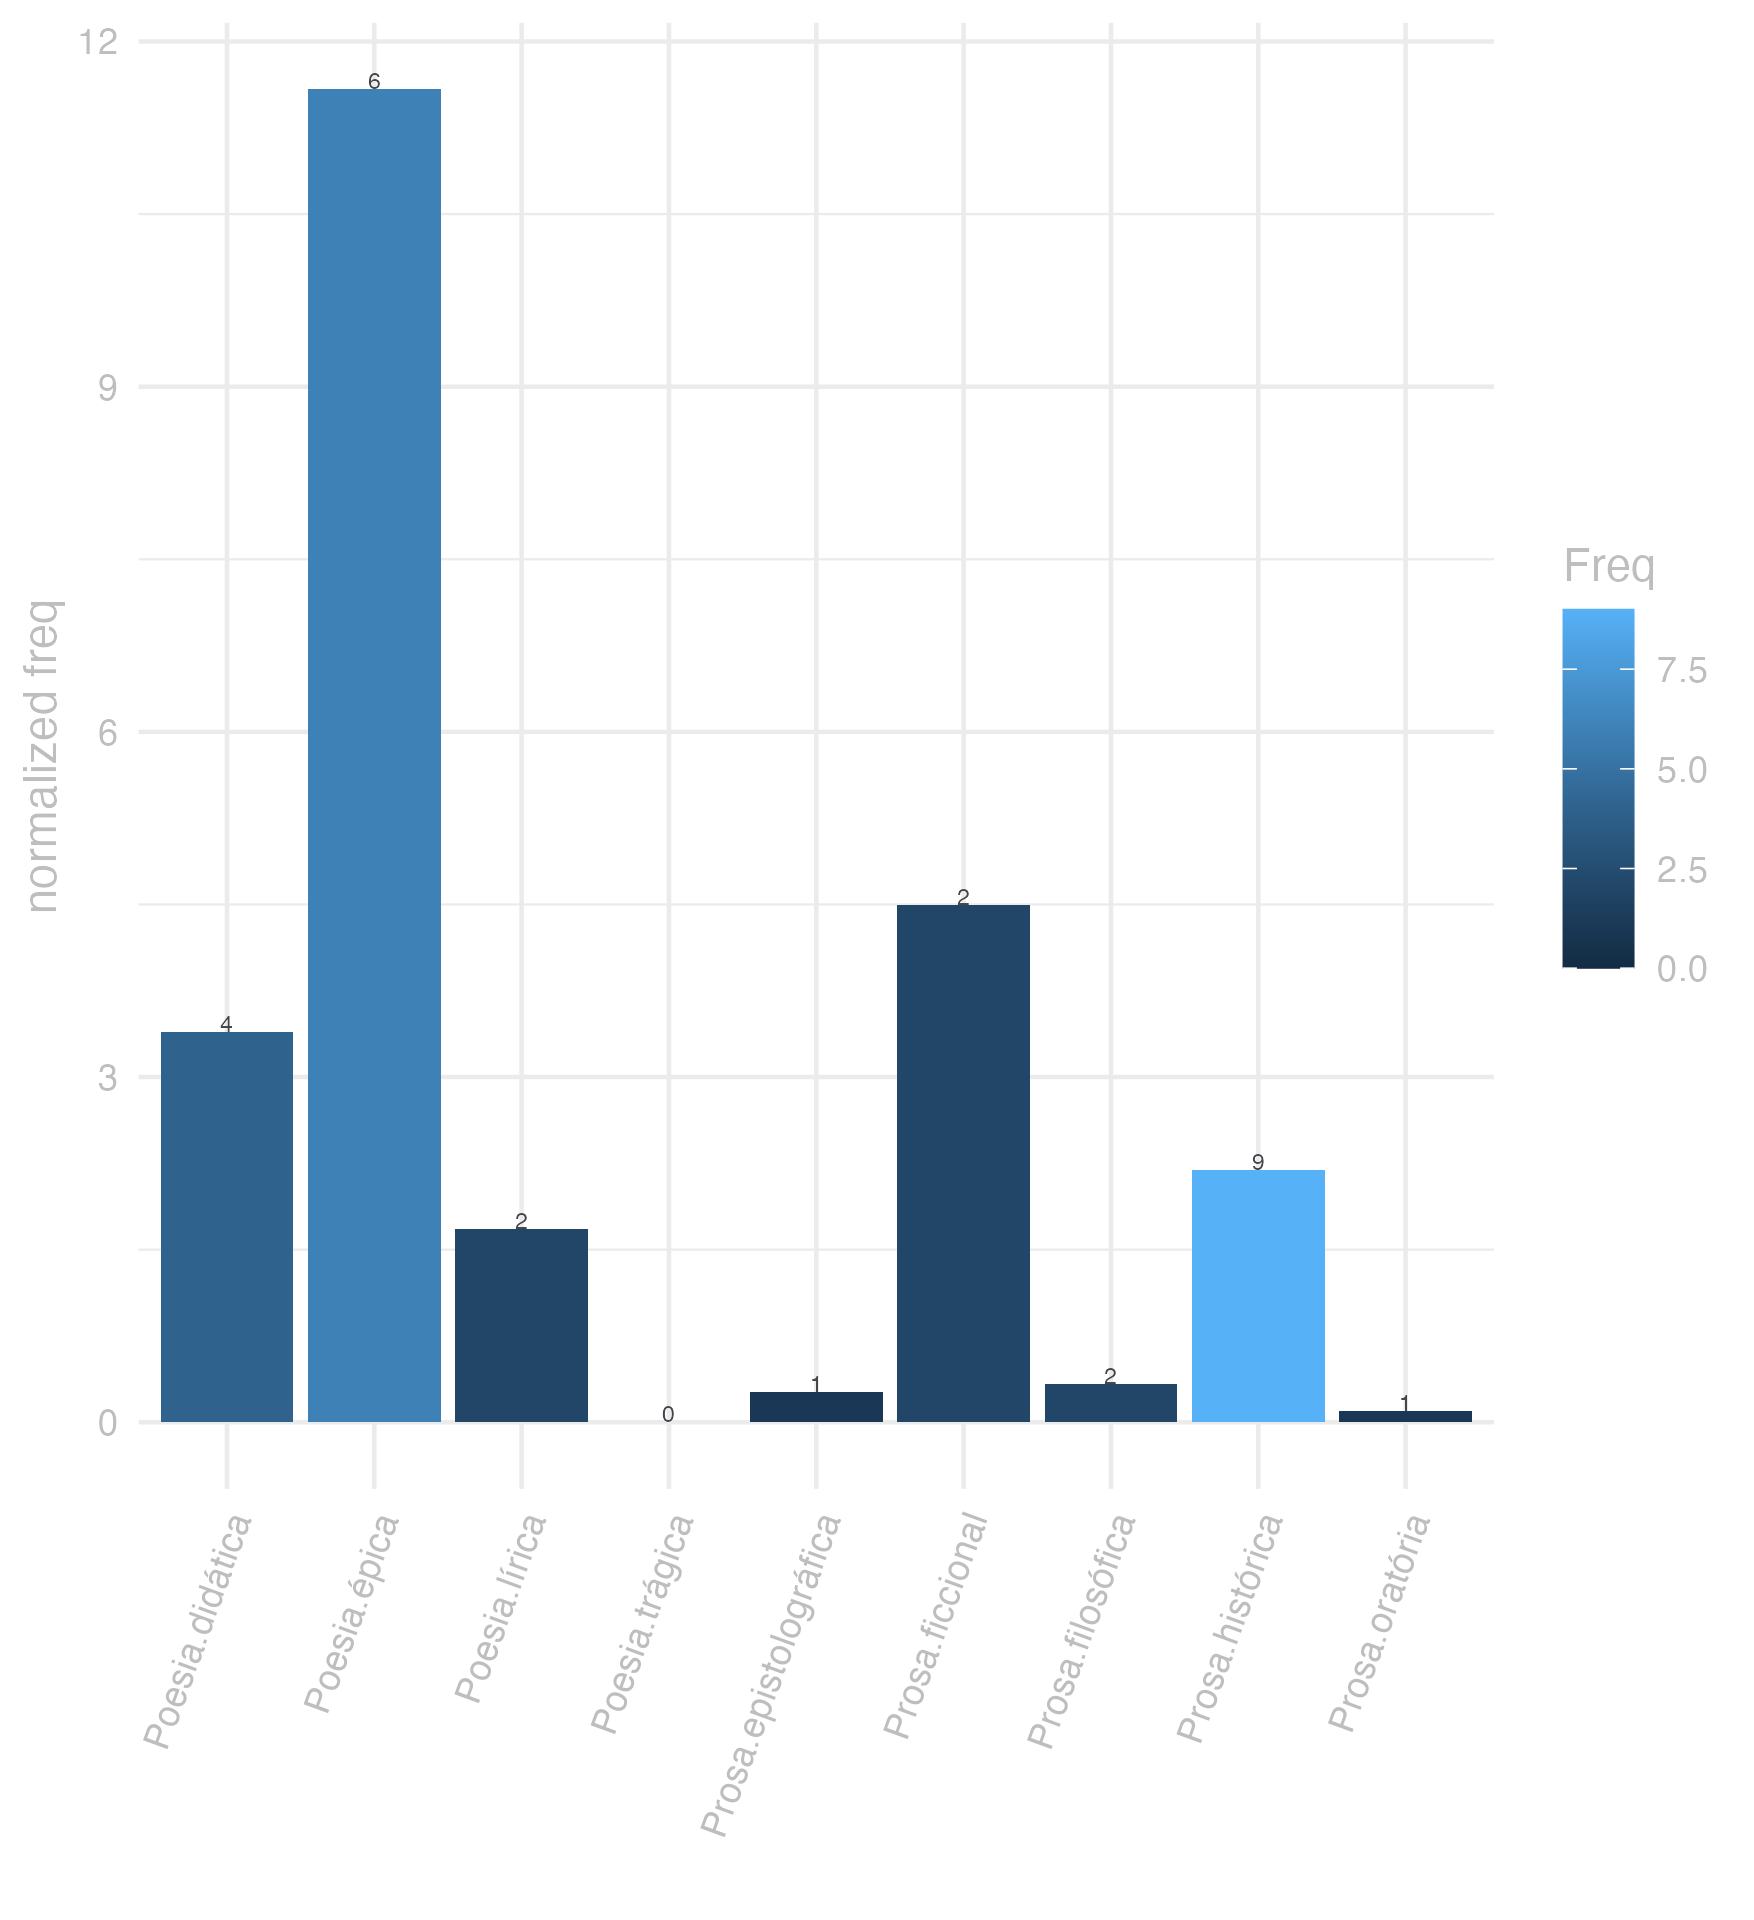 normalized freq
12
9
6
3
0
4
6
2
0
1
2
2
9
1
Poesia.didática
Poesia.épica
Poesia.lírica
Poesia.trágica
Prosa.epistolográfica
Prosa.ficcional
Prosa.filosófica
Prosa.histórica
Prosa.oratória
Freq
7.5
5.0
2.5
0.0